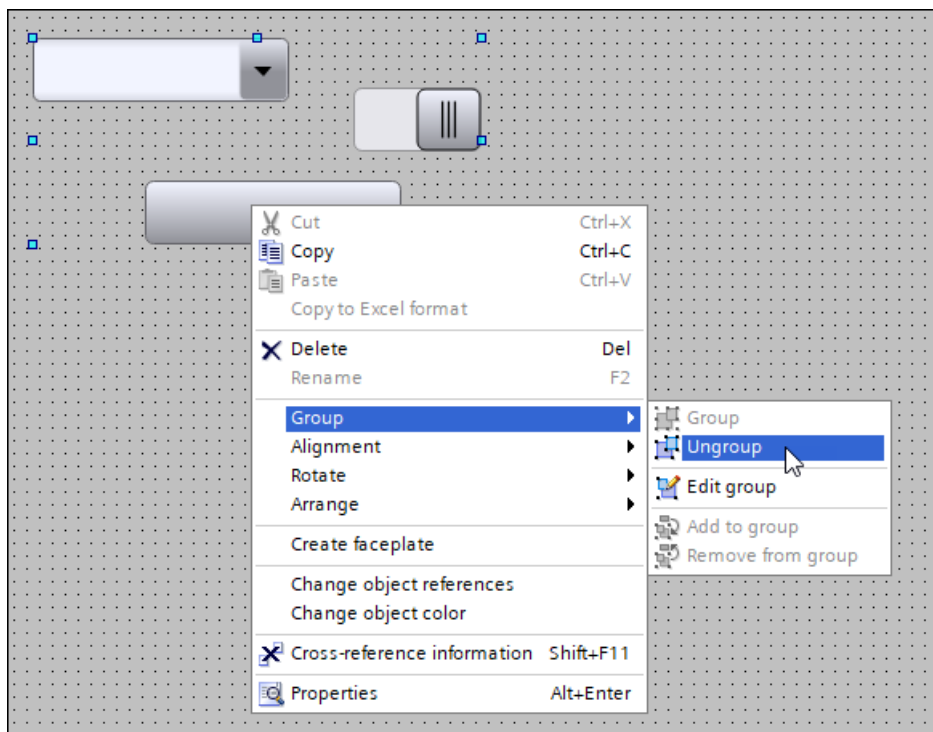 Cut Ctrl+X
Copy Ctrl+C
Paste Ctrl+V
Copy to Excel format
Delete Del
Rename F2
Group
Alignment
Rotate
Arrange
Create faceplate
Change object references
Change object color
Cross-reference information Shift+F11
Properties Alt+Enter
Group
Ungroup
Edit group
Add to group
Remove from group